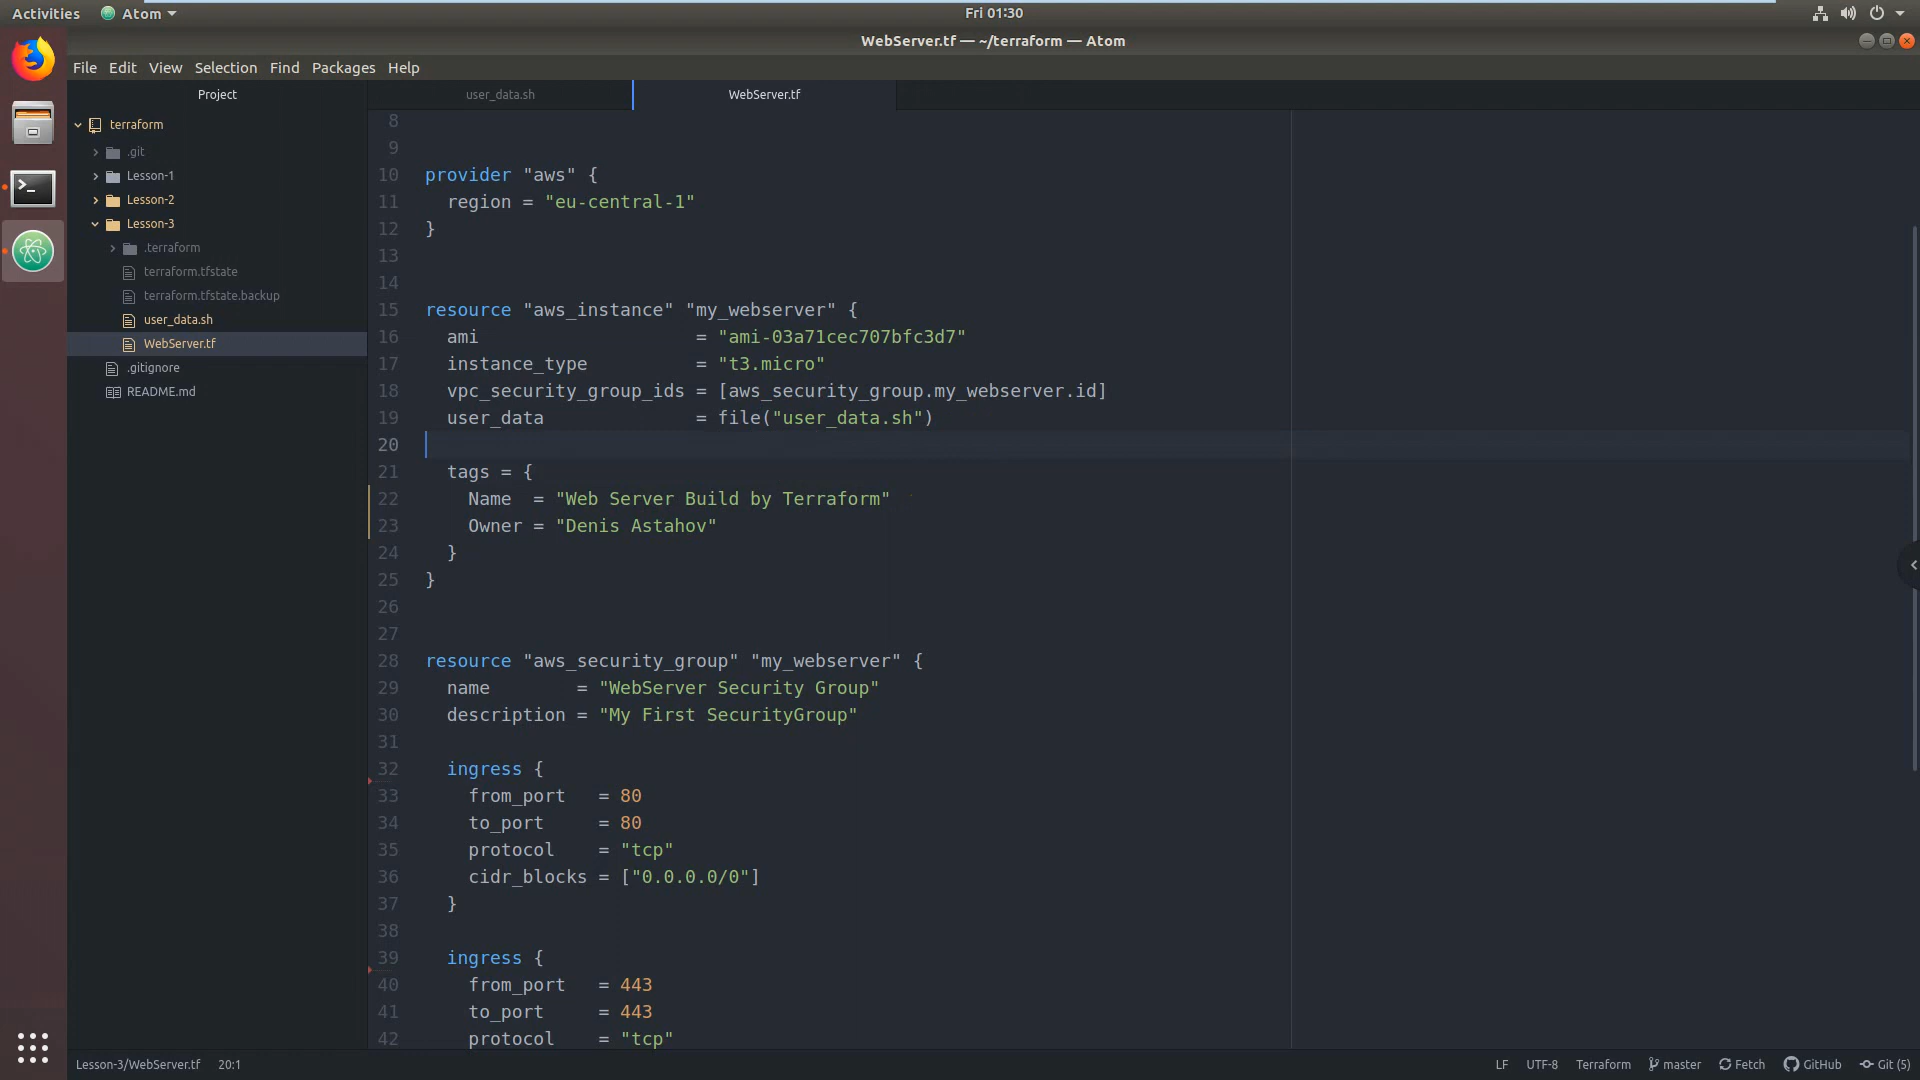 Activities Atom Fri 01:30
WebServer.tf — ~/terraform — Atom
File Edit View Selection Find Packages Help
Project
terraform
.git
Lesson-1
Lesson-2
Lesson-3
.terraform
terraform.tfstate
terraform.tfstate.backup
user_data.sh
WebServer.tf
.gitignore
README.md
user_data.sh WebServer.tf
8
9
10 provider "aws" {
11 region = "eu-central-1"
12 }
13
14
15 resource "aws_instance" "my_webserver" {
16 ami = "ami-03a71cec707bfc3d7"
17 instance_type = "t3.micro"
18 vpc_security_group_ids = [aws_security_group.my_webserver.id]
19 user_data = file("user_data.sh")
20
21 tags = {
22 Name = "Web Server Build by Terraform"
23 Owner = "Denis Astahov"
24 }
25 }
26
27
28 resource "aws_security_group" "my_webserver" {
29 name = "WebServer Security Group"
30 description = "My First SecurityGroup"
31
32 ingress {
33 from_port = 80
34 to_port = 80
35 protocol = "tcp"
36 cidr_blocks = ["0.0.0.0/0"]
37 }
38
39 ingress {
40 from_port = 443
41 to_port = 443
42 protocol = "tcp"
Lesson-3/WebServer.tf 20:1 LF UTF-8 Terraform master Fetch GitHub Git (5)